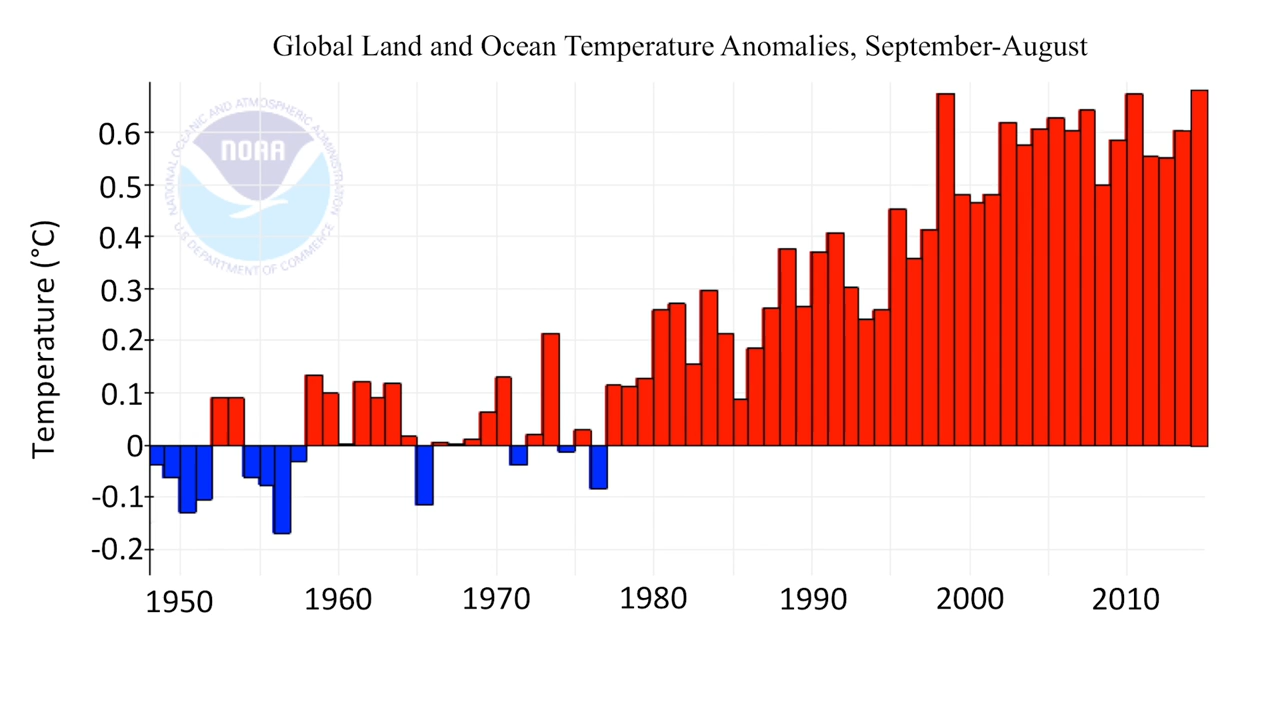 Global Land and Ocean Temperature Anomalies, September-August
NATIONAL OCEANIC AND ATMOSPHERIC ADMINISTRATION
NOAA
U.S. DEPARTMENT OF COMMERCE
Temperature (°C)
0.6
0.5
0.4
0.3
0.2
0.1
0
-0.1
-0.2
1950 1960 1970 1980 1990 2000 2010